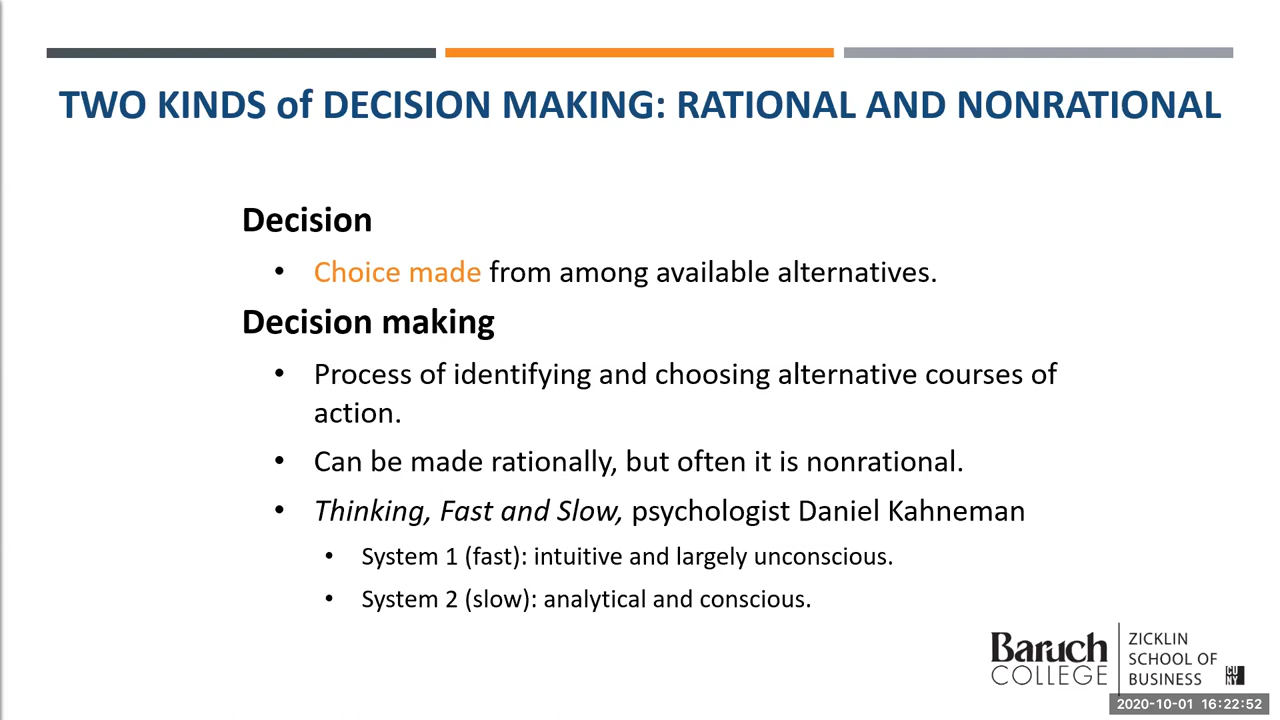 TWO KINDS of DECISION MAKING: RATIONAL AND NONRATIONAL
Decision
• Choice made from among available alternatives.
Decision making
• Process of identifying and choosing alternative courses of
action.
• Can be made rationally, but often it is nonrational.
• Thinking, Fast and Slow, psychologist Daniel Kahneman
• System 1 (fast): intuitive and largely unconscious.
• System 2 (slow): analytical and conscious.
Baruch
COLLEGE
ZICKLIN
SCHOOL OF
BUSINESS
CU
NY
2020-10-01 16:22:52